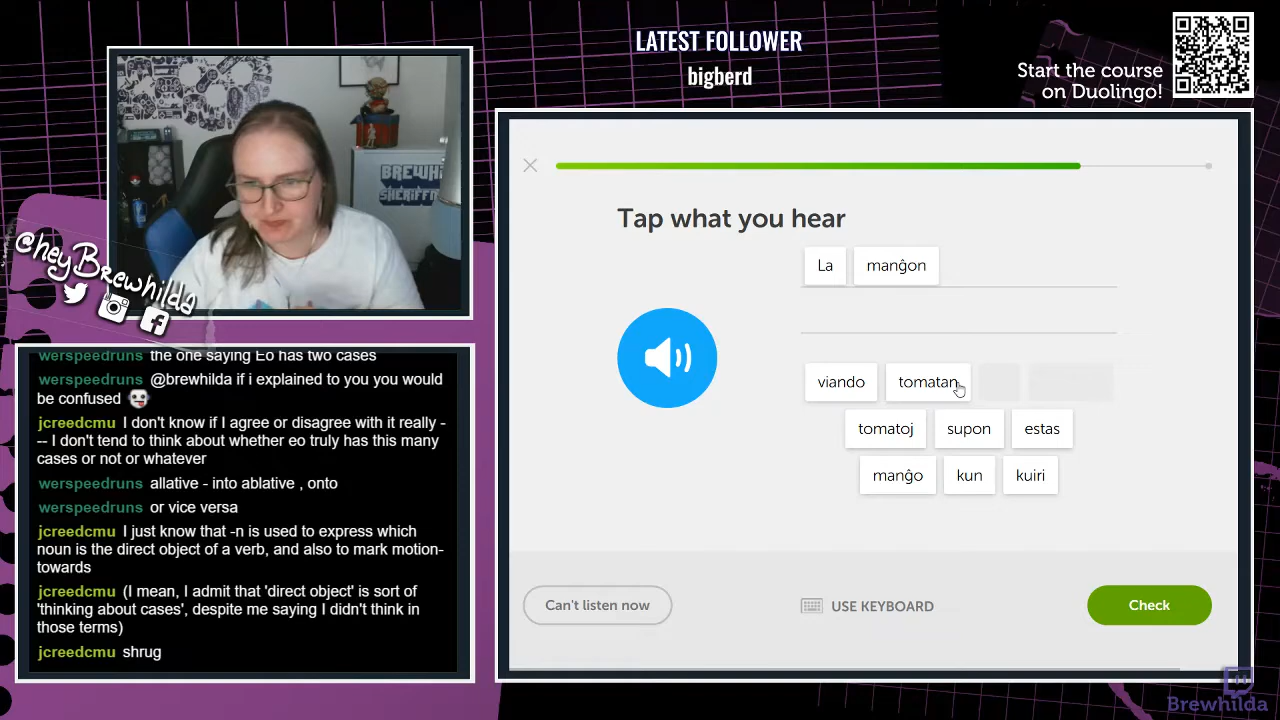 LATEST FOLLOWER
bigberd
Start the course
on Duolingo!
BREWHI
SHERIFFN
@heyBrewhilda
Tap what you hear
La manĝon
viando tomatan
tomatoj supon estas
manĝo kun kuiri
Can't listen now
USE KEYBOARD
Check
werspeedruns the one saying Eo has two cases
werspeedruns @brewhilda if i explained to you you would
be confused
jcreedcmu I don't know if I agree or disagree with it really -
-- I don't tend to think about whether eo truly has this many
cases or not or whatever
werspeedruns allative - into ablative , onto
werspeedruns or vice versa
jcreedcmu I just know that -n is used to express which
noun is the direct object of a verb, and also to mark motion-
towards
jcreedcmu (I mean, I admit that 'direct object' is sort of
'thinking about cases', despite me saying I didn't think in
those terms)
jcreedcmu shrug
Brewhilda